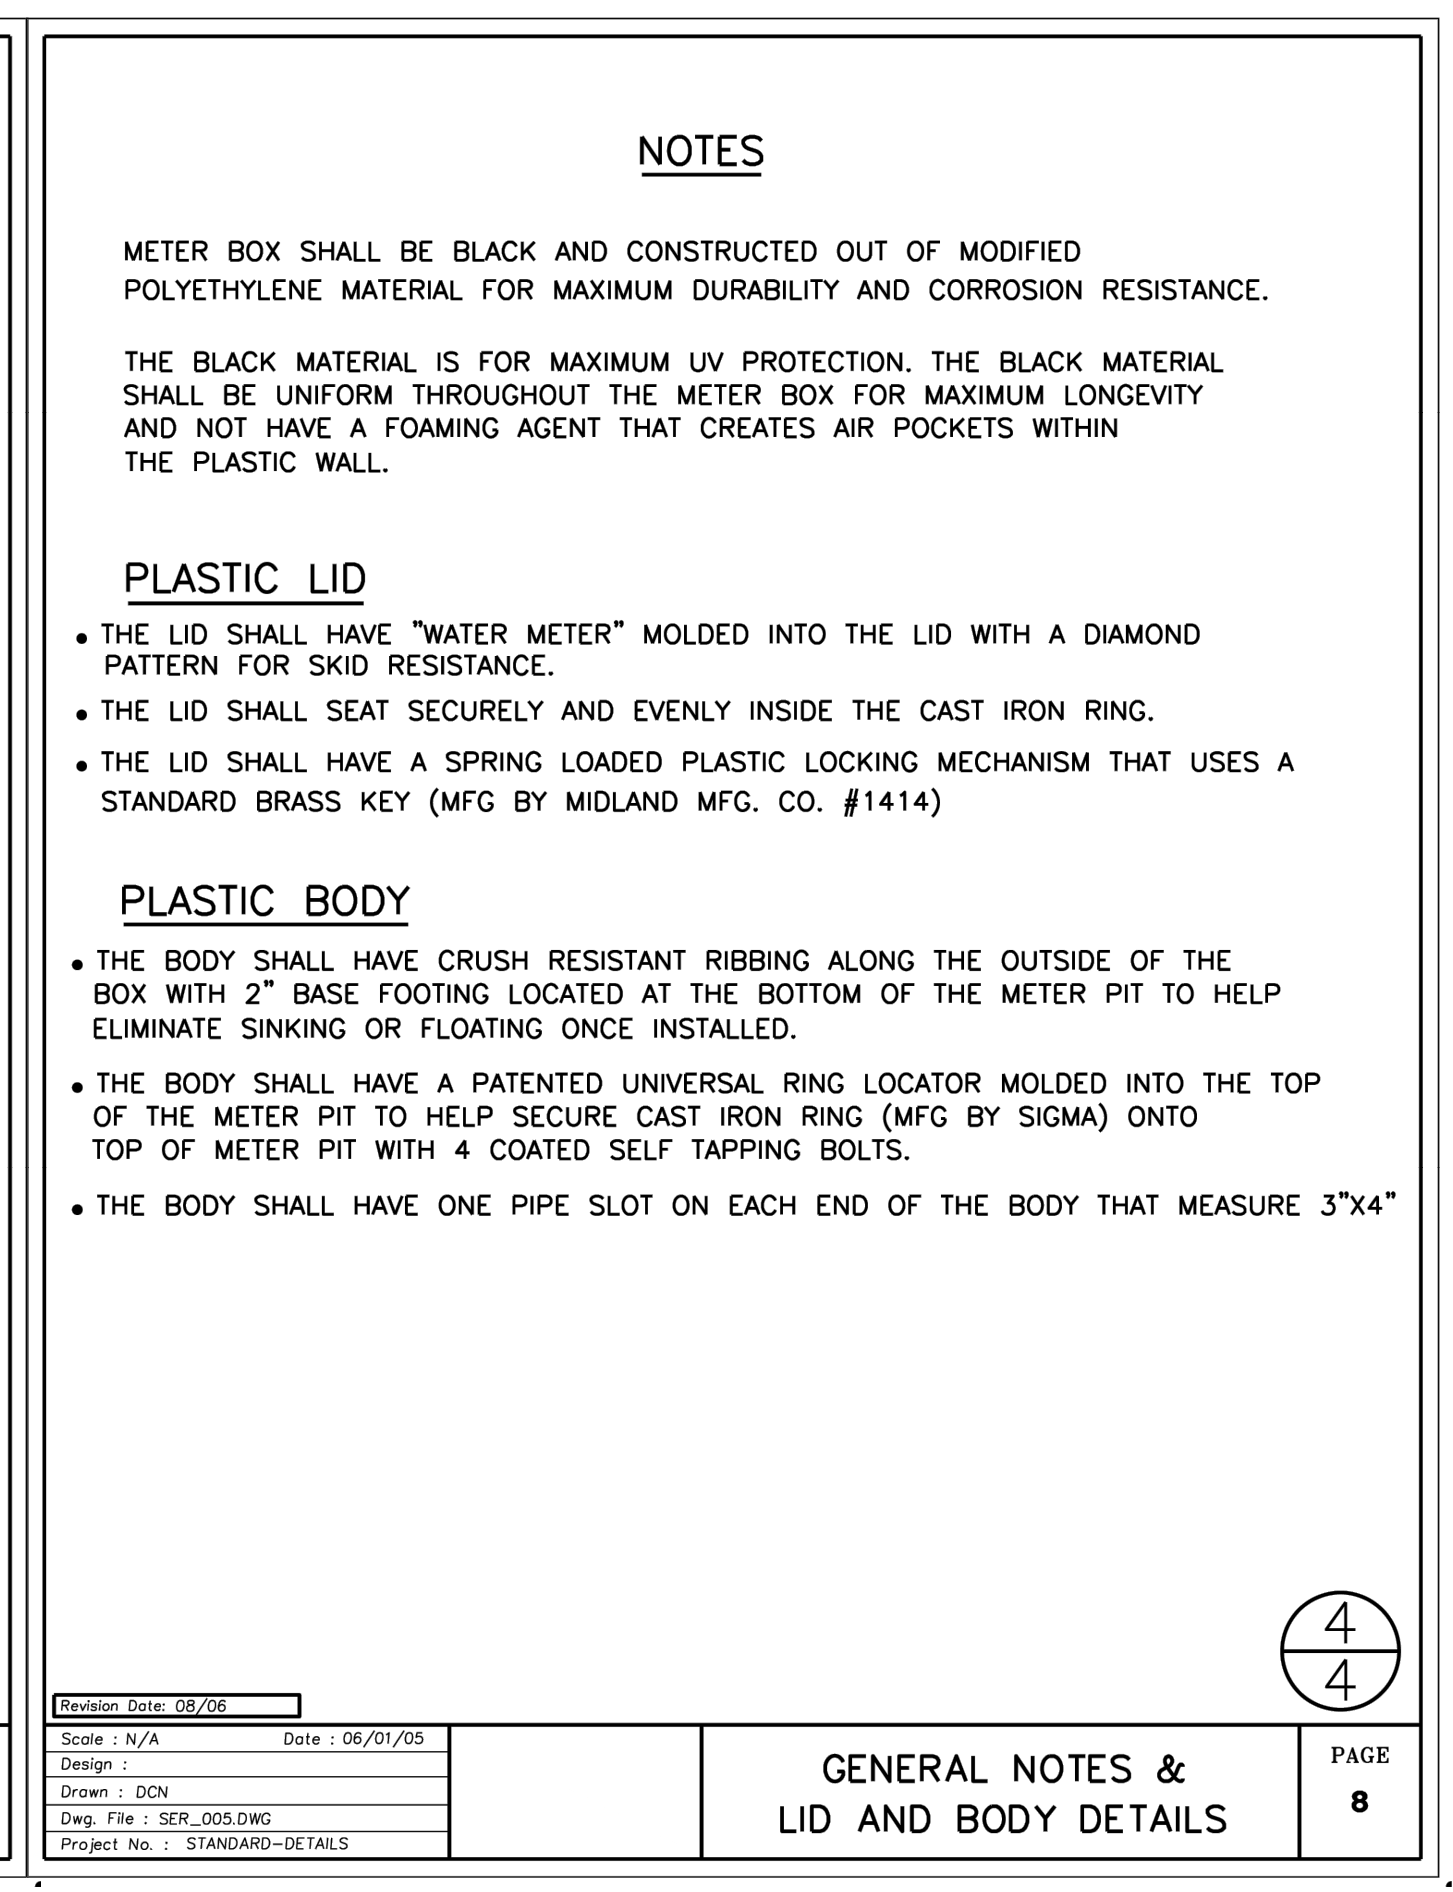 NOTES
METER BOX SHALL BE BLACK AND CONSTRUCTED OUT OF MODIFIED
POLYETHYLENE MATERIAL FOR MAXIMUM DURABILITY AND CORROSION RESISTANCE.
THE BLACK MATERIAL IS FOR MAXIMUM UV PROTECTION. THE BLACK MATERIAL
SHALL BE UNIFORM THROUGHOUT THE METER BOX FOR MAXIMUM LONGEVITY
AND NOT HAVE A FOAMING AGENT THAT CREATES AIR POCKETS WITHIN
THE PLASTIC WALL.
PLASTIC LID
• THE LID SHALL HAVE "WATER METER" MOLDED INTO THE LID WITH A DIAMOND
PATTERN FOR SKID RESISTANCE.
• THE LID SHALL SEAT SECURELY AND EVENLY INSIDE THE CAST IRON RING.
• THE LID SHALL HAVE A SPRING LOADED PLASTIC LOCKING MECHANISM THAT USES A
STANDARD BRASS KEY (MFG BY MIDLAND MFG. CO. #1414)
PLASTIC BODY
• THE BODY SHALL HAVE CRUSH RESISTANT RIBBING ALONG THE OUTSIDE OF THE
BOX WITH 2" BASE FOOTING LOCATED AT THE BOTTOM OF THE METER PIT TO HELP
ELIMINATE SINKING OR FLOATING ONCE INSTALLED.
• THE BODY SHALL HAVE A PATENTED UNIVERSAL RING LOCATOR MOLDED INTO THE TOP
OF THE METER PIT TO HELP SECURE CAST IRON RING (MFG BY SIGMA) ONTO
TOP OF METER PIT WITH 4 COATED SELF TAPPING BOLTS.
• THE BODY SHALL HAVE ONE PIPE SLOT ON EACH END OF THE BODY THAT MEASURE 3"X4"
4
4
Revision Date: 08/06
Scale : N/A Date : 06/01/05
Design :
Drawn : DCN
Dwg. File : SER_005.DWG
Project No. : STANDARD-DETAILS
GENERAL NOTES &
LID AND BODY DETAILS
PAGE
8